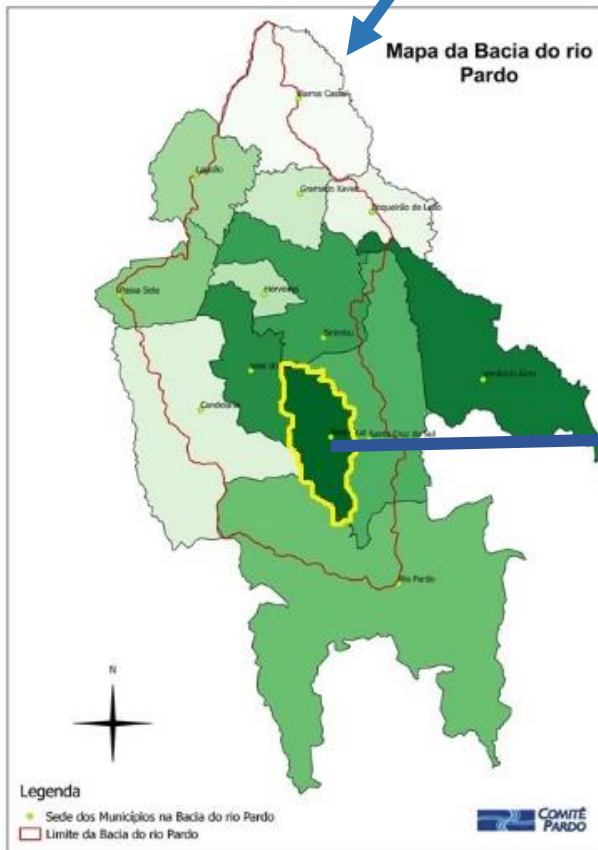 Mapa da Bacia do rio
Pardo
Barros Cassal
Lagoão
Gramado Xavier
Boqueirão do Leão
Passa Sete
Herveiras
Sinimbu
Vale do
Venâncio Aires
Candelária
Santa Cruz do Sul
Rio Pardo
N
Legenda
Sede dos Municípios na Bacia do rio Pardo
Limite da Bacia do rio Pardo
COMITÊ
PARDO